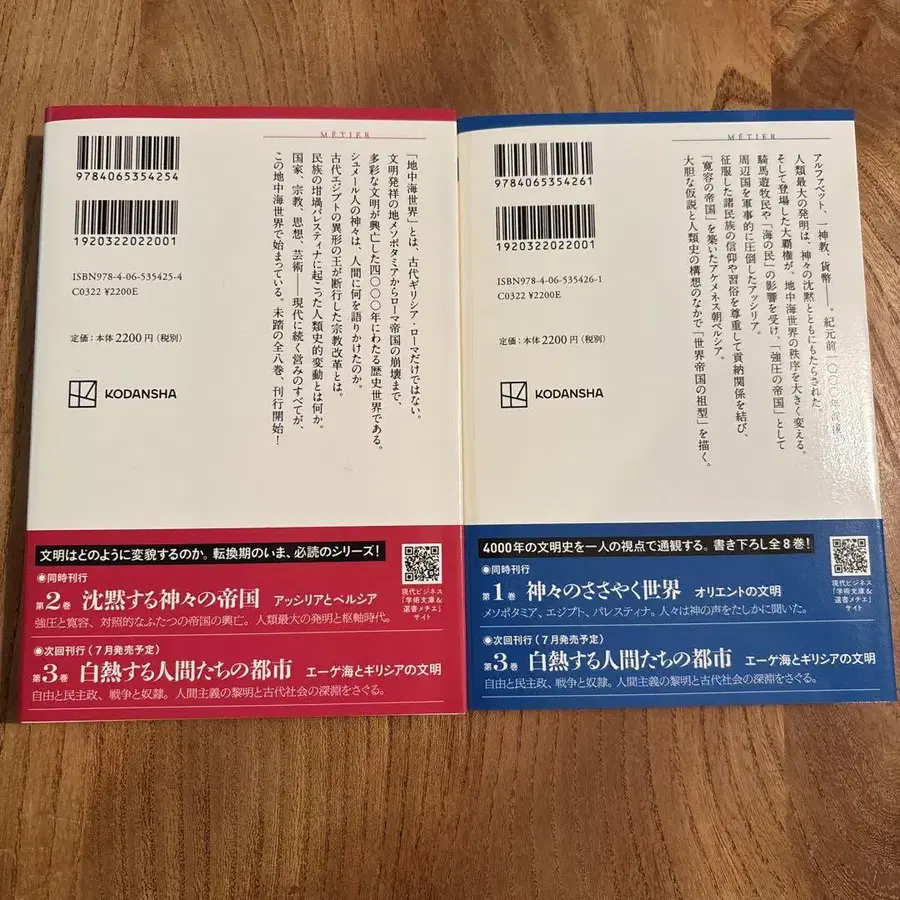 MÉTIER
9784065354254
1920322022001
ISBN978-4-06-535425-4
C0322 ¥2200E
定価：本体2200円（税別）
KODANSHA
「地中海世界」とは、古代ギリシア・ローマだけではない。
文明発祥の地メソポタミアからローマ帝国の崩壊まで、
多彩な文明が興亡した四〇〇〇年にわたる歴史世界である。
シュメール人の神々は、人間に何を語りかけたのか。
古代エジプトの異形の王が断行した宗教改革とは。
民族の坩堝パレスティナに起こった人類史的変動とは何か。
国家、宗教、思想、芸術――現代に続く営みのすべてが、
この地中海世界で始まっている。未踏の全八巻、刊行開始！
文明はどのように変貌するのか。転換期のいま、必読のシリーズ！
●同時刊行
第2巻 沈黙する神々の帝国 アッシリアとペルシア
強圧と寛容、対照的なふたつの帝国の興亡。人類最大の発明と枢軸時代。
●次回刊行（7月発売予定）
第3巻 白熱する人間たちの都市 エーゲ海とギリシアの文明
自由と民主政、戦争と奴隷。人間主義の黎明と古代社会の深淵をさぐる。
現代ビジネス
「学術文庫&
選書メチエ」
サイト
MÉTIER
9784065354261
1920322022001
ISBN978-4-06-535426-1
C0322 ¥2200E
定価：本体2200円（税別）
KODANSHA
アルファベット、一神教、貨幣――。紀元前一〇〇〇年前後、
人類最大の発明は、神々の沈黙とともにもたらされた。
そして登場した大覇権が、地中海世界の秩序を大きく変える。
騎馬遊牧民や「海の民」の影響を受け、「強圧の帝国」として
周辺国を軍事的に圧倒したアッシリア。
征服した諸民族の信仰や習俗を尊重して貢納関係を結び、
「寛容の帝国」を築いたアケメネス朝ペルシア。
大胆な仮説と人類史の構想のなかで「世界帝国の祖型」を描く。
4000年の文明史を一人の視点で通観する。書き下ろし全8巻！
●同時刊行
第1巻 神々のささやく世界 オリエントの文明
メソポタミア、エジプト、パレスティナ。人々は神の声をたしかに聞いた。
●次回刊行（7月発売予定）
第3巻 白熱する人間たちの都市 エーゲ海とギリシアの文明
自由と民主政、戦争と奴隷。人間主義の黎明と古代社会の深淵をさぐる。
現代ビジネス
「学術文庫&
選書メチエ」
サイト